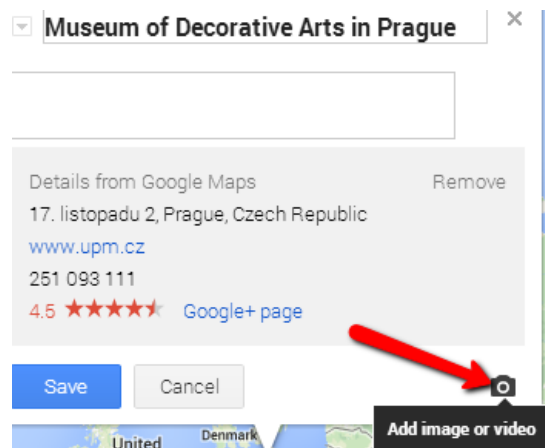 Museum of Decorative Arts in Prague
Details from Google Maps Remove
17. listopadu 2, Prague, Czech Republic
www.upm.cz
251 093 111
4.5 Google+ page
Save Cancel
Add image or video
United Denmark